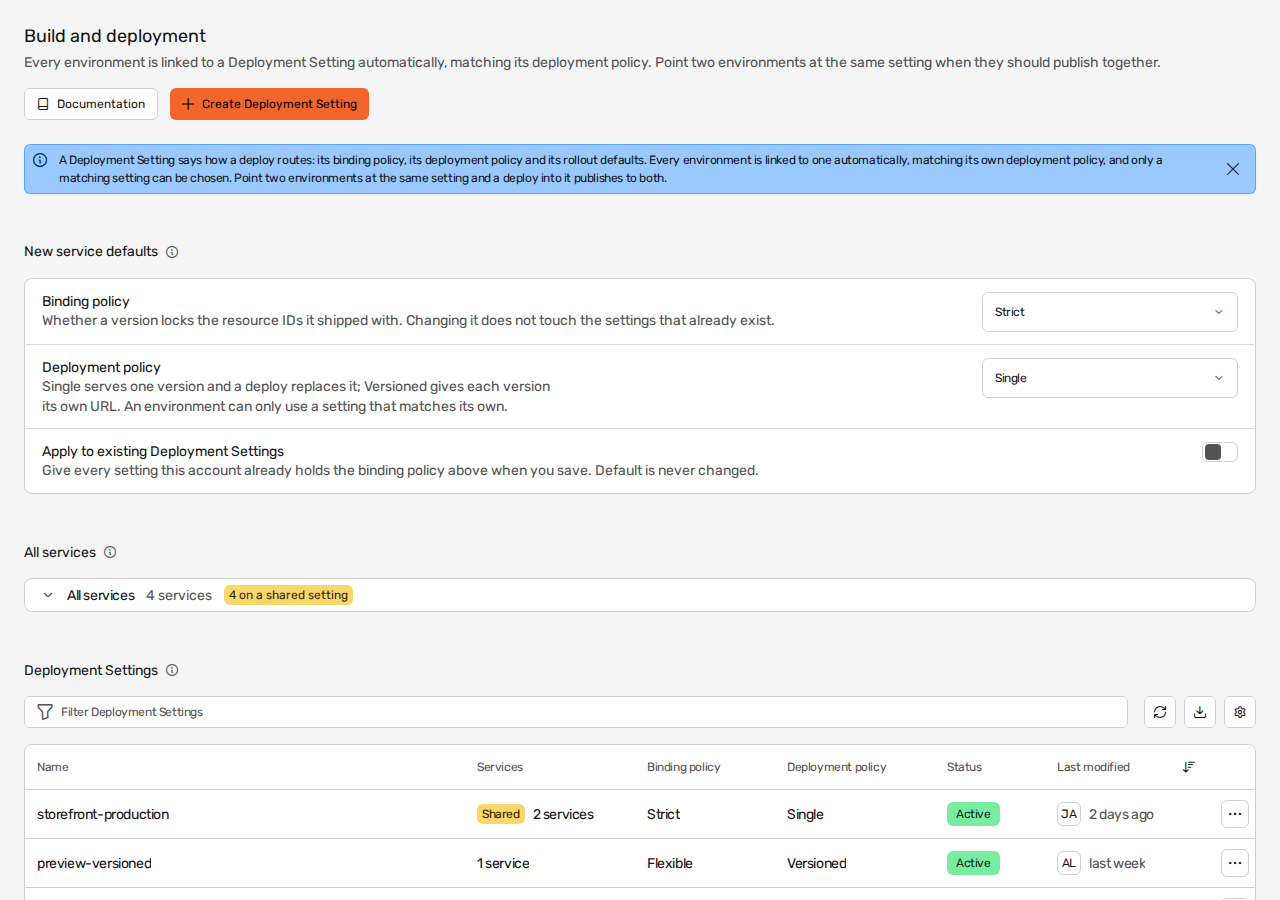 Build and deployment
Every environment is linked to a Deployment Setting automatically, matching its deployment policy. Point two environments at the same setting when they should publish together.
Documentation
Create Deployment Setting
A Deployment Setting says how a deploy routes: its binding policy, its deployment policy and its rollout defaults. Every environment is linked to one automatically, matching its own deployment policy, and only a
matching setting can be chosen. Point two environments at the same setting and a deploy into it publishes to both.
New service defaults
Binding policy
Whether a version locks the resource IDs it shipped with. Changing it does not touch the settings that already exist.
Strict
Deployment policy
Single serves one version and a deploy replaces it; Versioned gives each version
its own URL. An environment can only use a setting that matches its own.
Single
Apply to existing Deployment Settings
Give every setting this account already holds the binding policy above when you save. Default is never changed.
All services
All services 4 services 4 on a shared setting
Deployment Settings
Filter Deployment Settings
Name Services Binding policy Deployment policy Status Last modified
storefront-production Shared 2 services Strict Single Active JA 2 days ago
preview-versioned 1 service Flexible Versioned Active AL last week